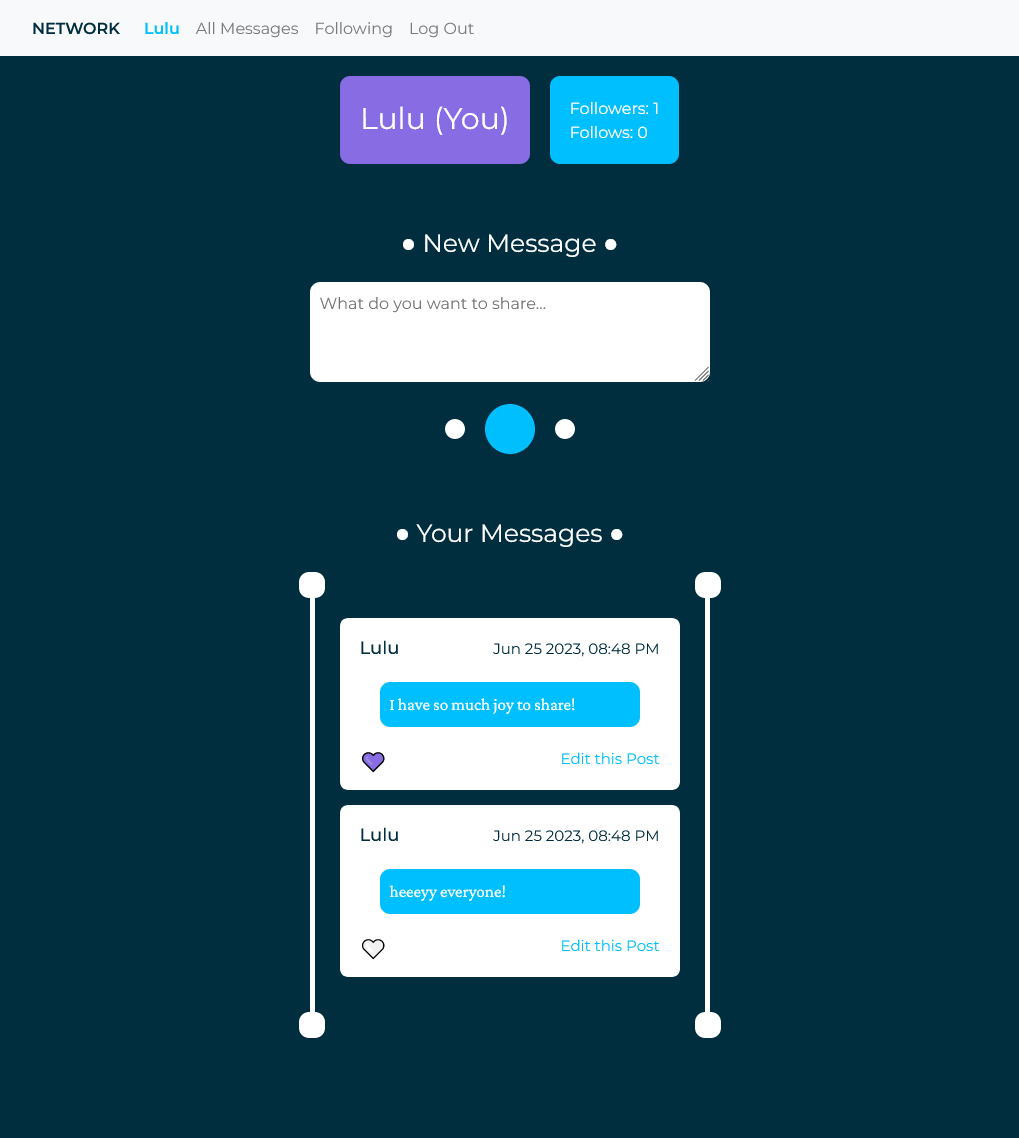 NETWORK Lulu All Messages Following Log Out
Lulu (You)
Followers: 1
Follows: 0
• New Message •
What do you want to share...
• Your Messages •
Lulu Jun 25 2023, 08:48 PM
I have so much joy to share!
Edit this Post
Lulu Jun 25 2023, 08:48 PM
heeeyy everyone!
Edit this Post